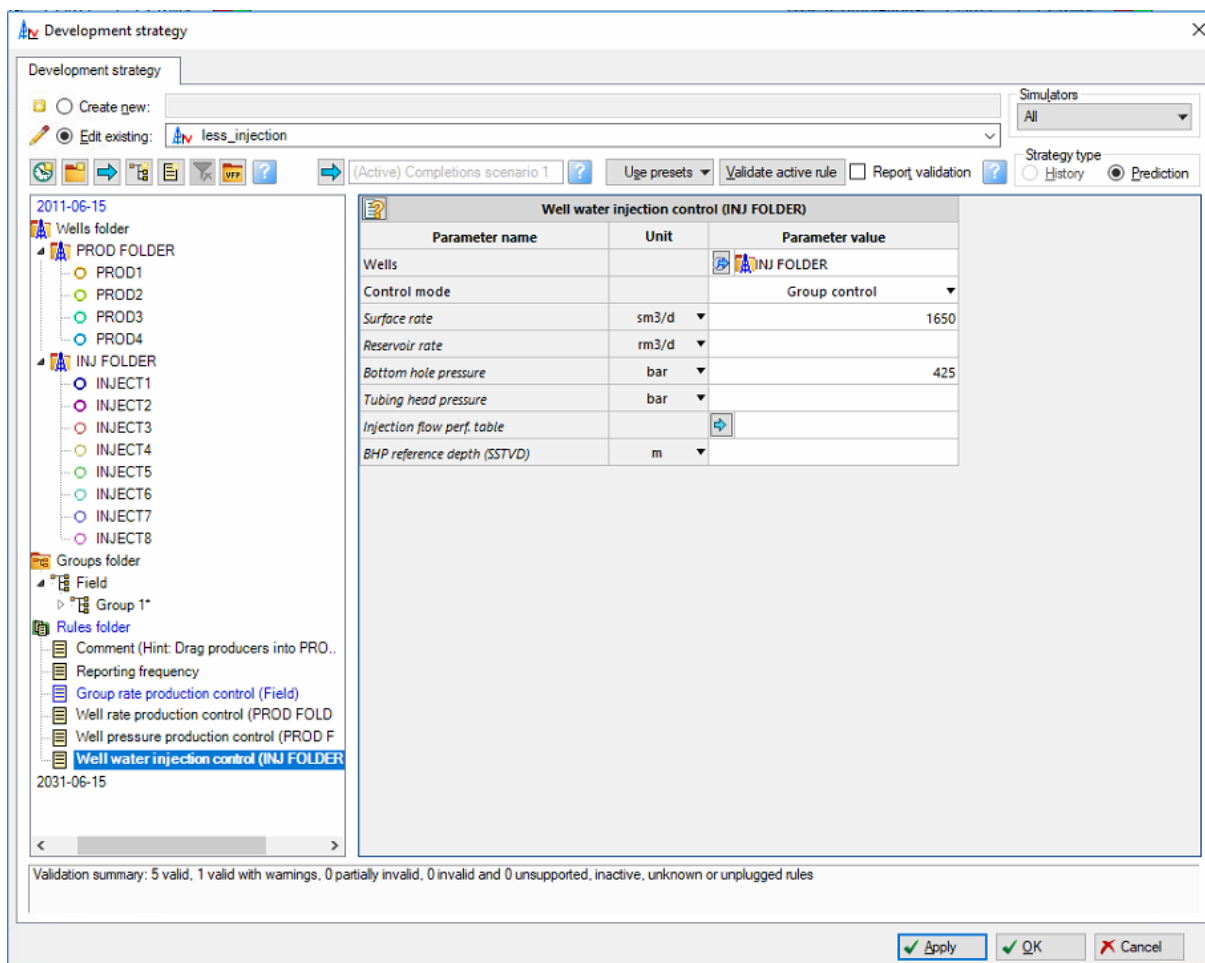 Development strategy
Development strategy
Create new:
Edit existing: less_injection
Simulators
All
(Active) Completions scenario 1 Use presets Validate active rule Report validation
Strategy type
History Prediction
2011-06-15
Wells folder
PROD FOLDER
PROD1
PROD2
PROD3
PROD4
INJ FOLDER
INJECT1
INJECT2
INJECT3
INJECT4
INJECT5
INJECT6
INJECT7
INJECT8
Groups folder
Field
Group 1*
Rules folder
Comment (Hint: Drag producers into PRO..
Reporting frequency
Group rate production control (Field)
Well rate production control (PROD FOLD
Well pressure production control (PROD F
Well water injection control (INJ FOLDER
2031-06-15
Well water injection control (INJ FOLDER)
Parameter name Unit Parameter value
Wells INJ FOLDER
Control mode Group control
Surface rate sm3/d 1650
Reservoir rate rm3/d
Bottom hole pressure bar 425
Tubing head pressure bar
Injection flow perf. table
BHP reference depth (SSTVD) m
Validation summary: 5 valid, 1 valid with warnings, 0 partially invalid, 0 invalid and 0 unsupported, inactive, unknown or unplugged rules
Apply OK Cancel